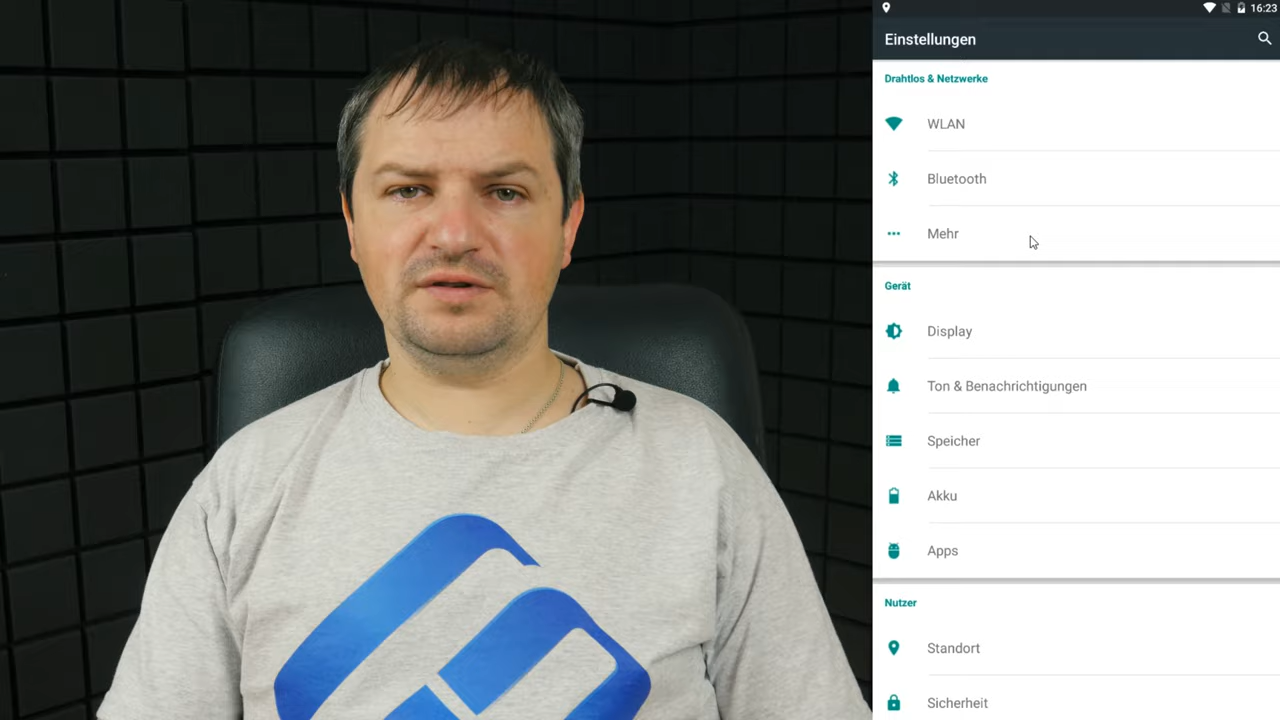 16:23
Einstellungen
Drahtlos & Netzwerke
WLAN
Bluetooth
Mehr
Gerät
Display
Ton & Benachrichtigungen
Speicher
Akku
Apps
Nutzer
Standort
Sicherheit